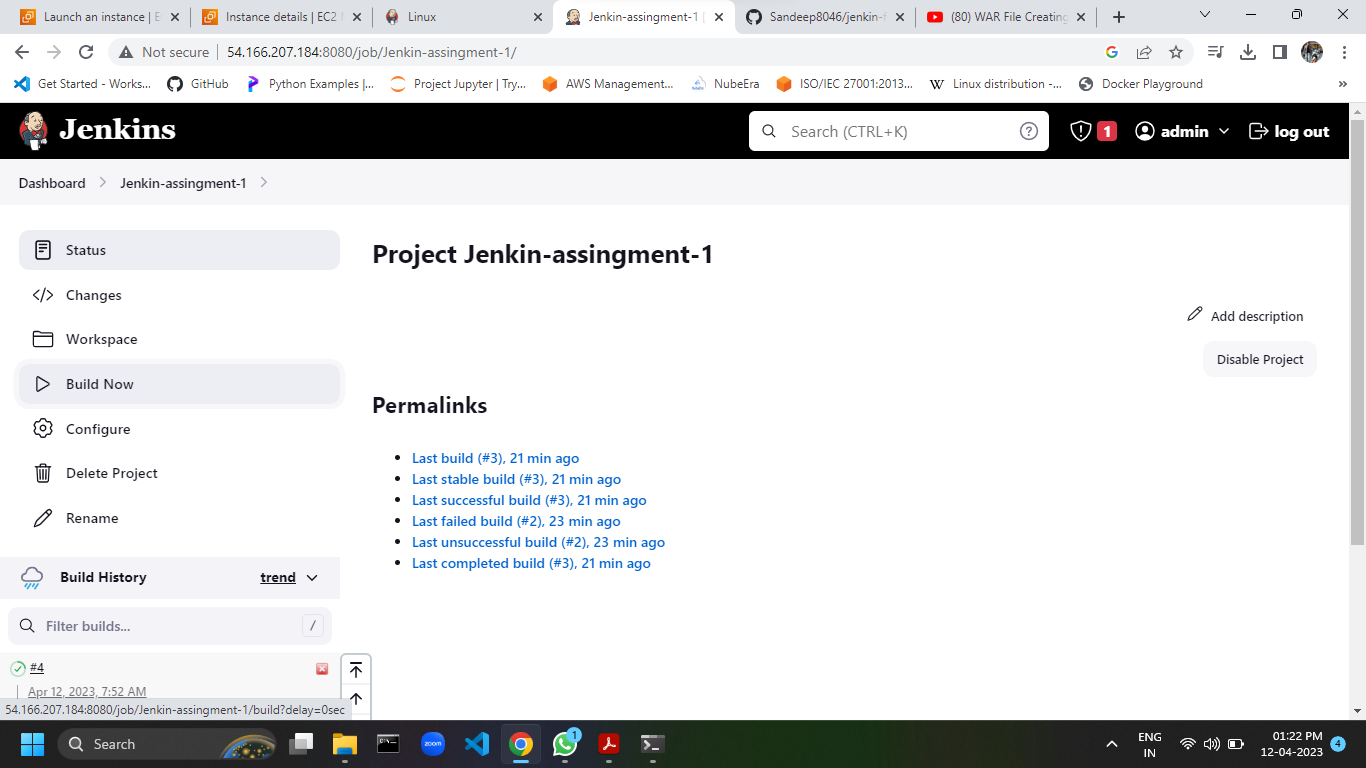 Launch an instance | E
Instance details | EC2
Linux
Jenkin-assingment-1
Sandeep8046/jenkin-f
(80) WAR File Creating
Not secure
54.166.207.184:8080/job/Jenkin-assingment-1/
Get Started - Works...
GitHub
Python Examples |...
Project Jupyter | Try...
AWS Management...
NubeEra
ISO/IEC 27001:2013...
Linux distribution -...
Docker Playground
»
Jenkins
Search (CTRL+K)
1
admin
log out
Dashboard
Jenkin-assingment-1
Status
Changes
Workspace
Build Now
Configure
Delete Project
Rename
Project Jenkin-assingment-1
Add description
Disable Project
Permalinks
Last build (#3), 21 min ago
Last stable build (#3), 21 min ago
Last successful build (#3), 21 min ago
Last failed build (#2), 23 min ago
Last unsuccessful build (#2), 23 min ago
Last completed build (#3), 21 min ago
Build History
trend
Filter builds...
/
#4
Apr 12, 2023, 7:52 AM
54.166.207.184:8080/job/Jenkin-assingment-1/build?delay=0sec
Search
zoom
1
ENG
IN
01:22 PM
12-04-2023
4